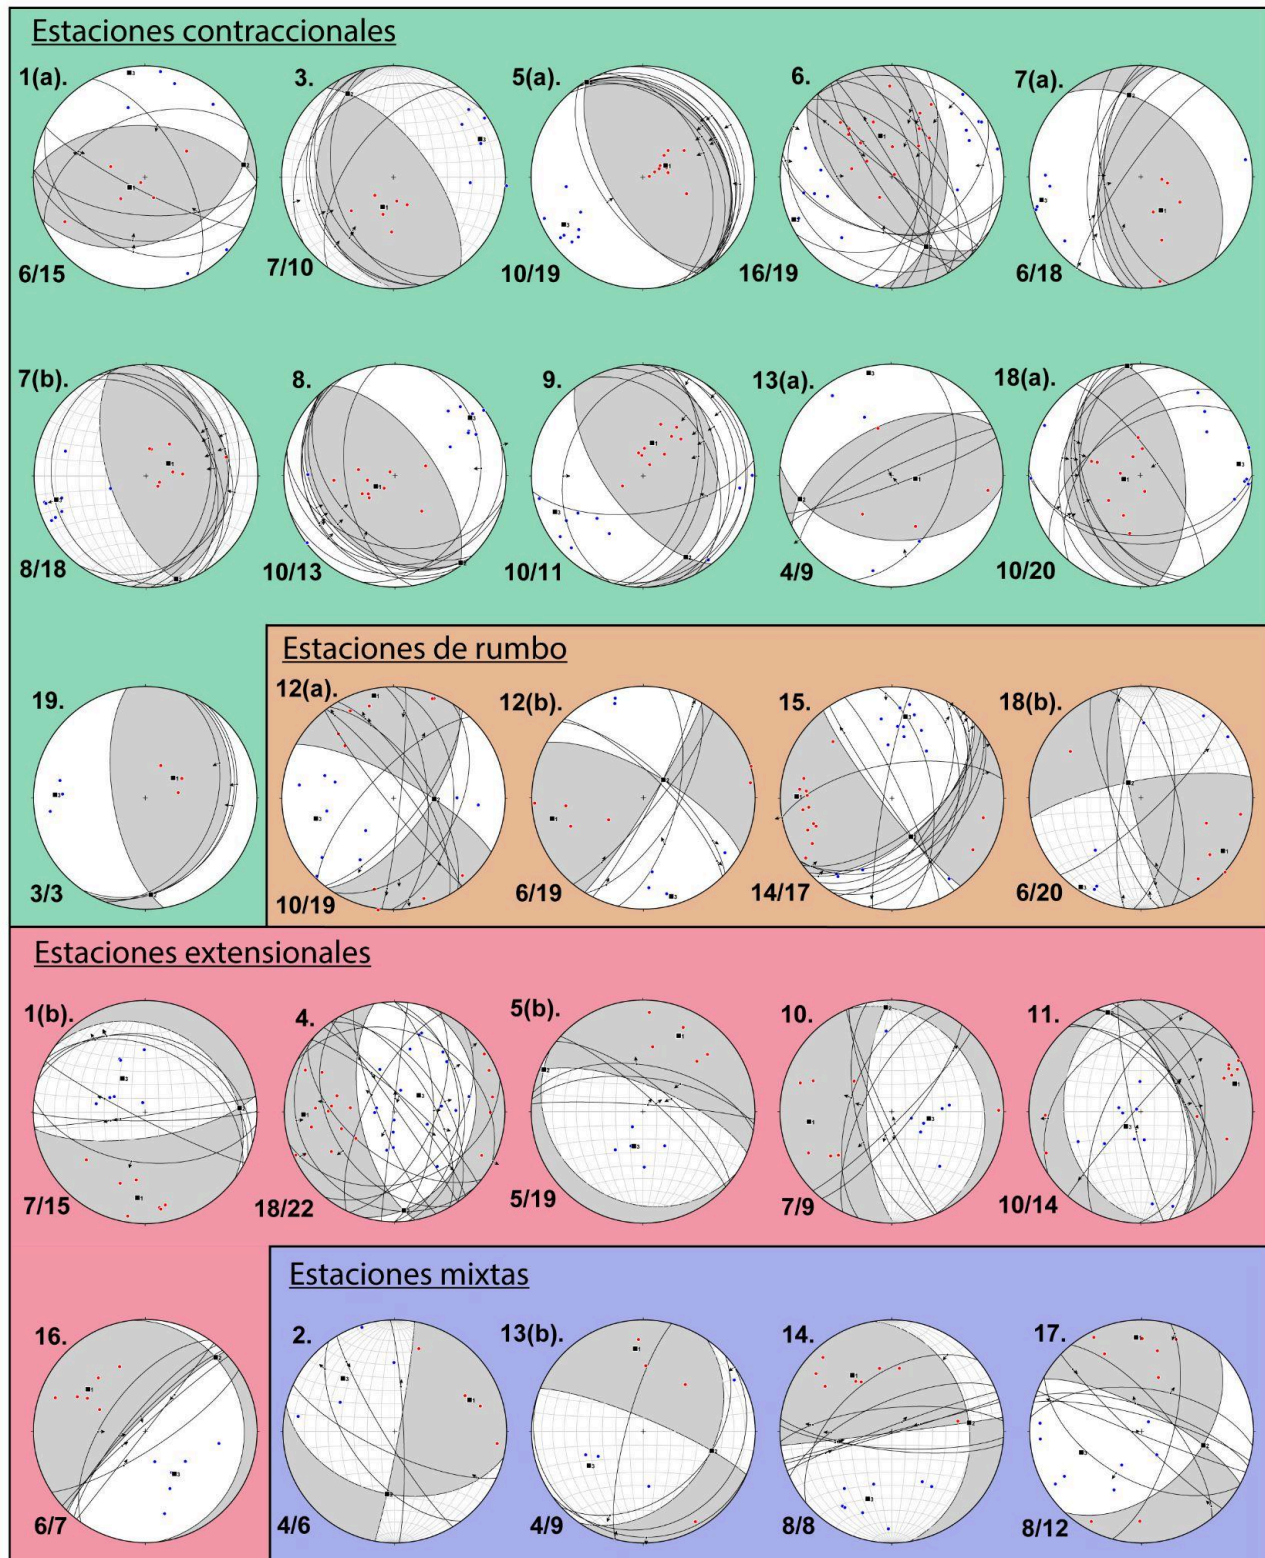 Estaciones contraccionales
1(a). 3. 5(a). 6. 7(a).
6/15 7/10 10/19 16/19 6/18
7(b). 8. 9. 13(a). 18(a).
8/18 10/13 10/11 4/9 10/20
Estaciones de rumbo
19. 12(a). 12(b). 15. 18(b).
3/3 10/19 6/19 14/17 6/20
Estaciones extensionales
1(b). 4. 5(b). 10. 11.
7/15 18/22 5/19 7/9 10/14
Estaciones mixtas
16. 2. 13(b). 14. 17.
6/7 4/6 4/9 8/8 8/12